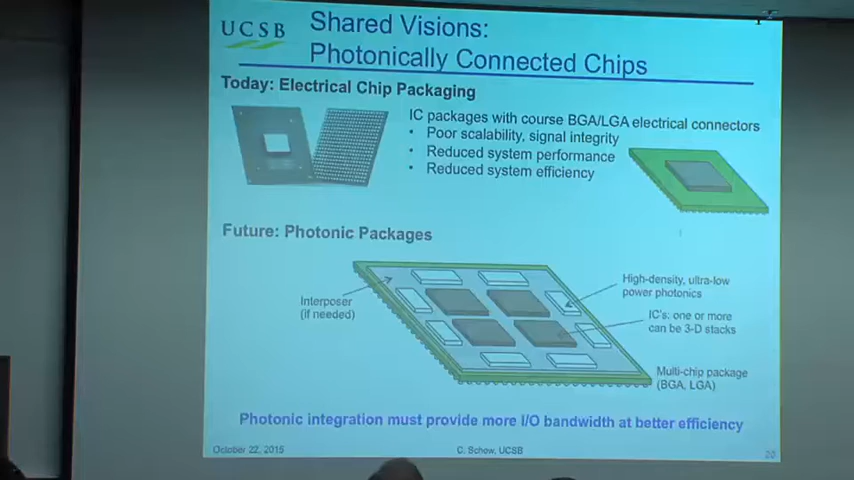 UCSB
Shared Visions:
Photonically Connected Chips
Today: Electrical Chip Packaging
IC packages with course BGA/LGA electrical connectors
• Poor scalability, signal integrity
• Reduced system performance
• Reduced system efficiency
Future: Photonic Packages
Interposer
(if needed)
High-density, ultra-low
power photonics
IC's: one or more
can be 3-D stacks
Multi-chip package
(BGA, LGA)
Photonic integration must provide more I/O bandwidth at better efficiency
October 22, 2015
C. Schow, UCSB